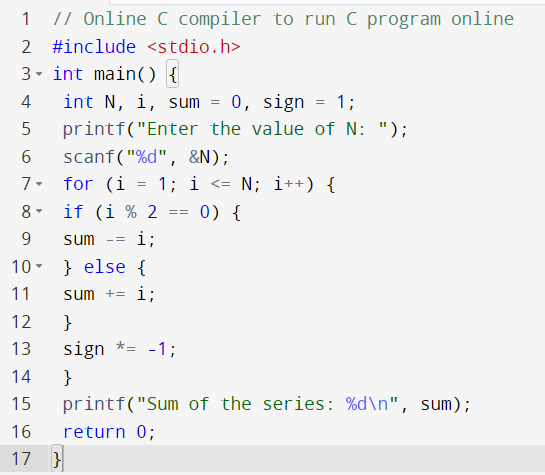 1 // Online C compiler to run C program online
2 #include <stdio.h>
3 int main() {
4 int N, i, sum = 0, sign = 1;
5 printf("Enter the value of N: ");
6 scanf("%d", &N);
7 for (i = 1; i <= N; i++) {
8 if (i % 2 == 0) {
9 sum -= i;
10 } else {
11 sum += i;
12 }
13 sign *= -1;
14 }
15 printf("Sum of the series: %d\n", sum);
16 return 0;
17 }